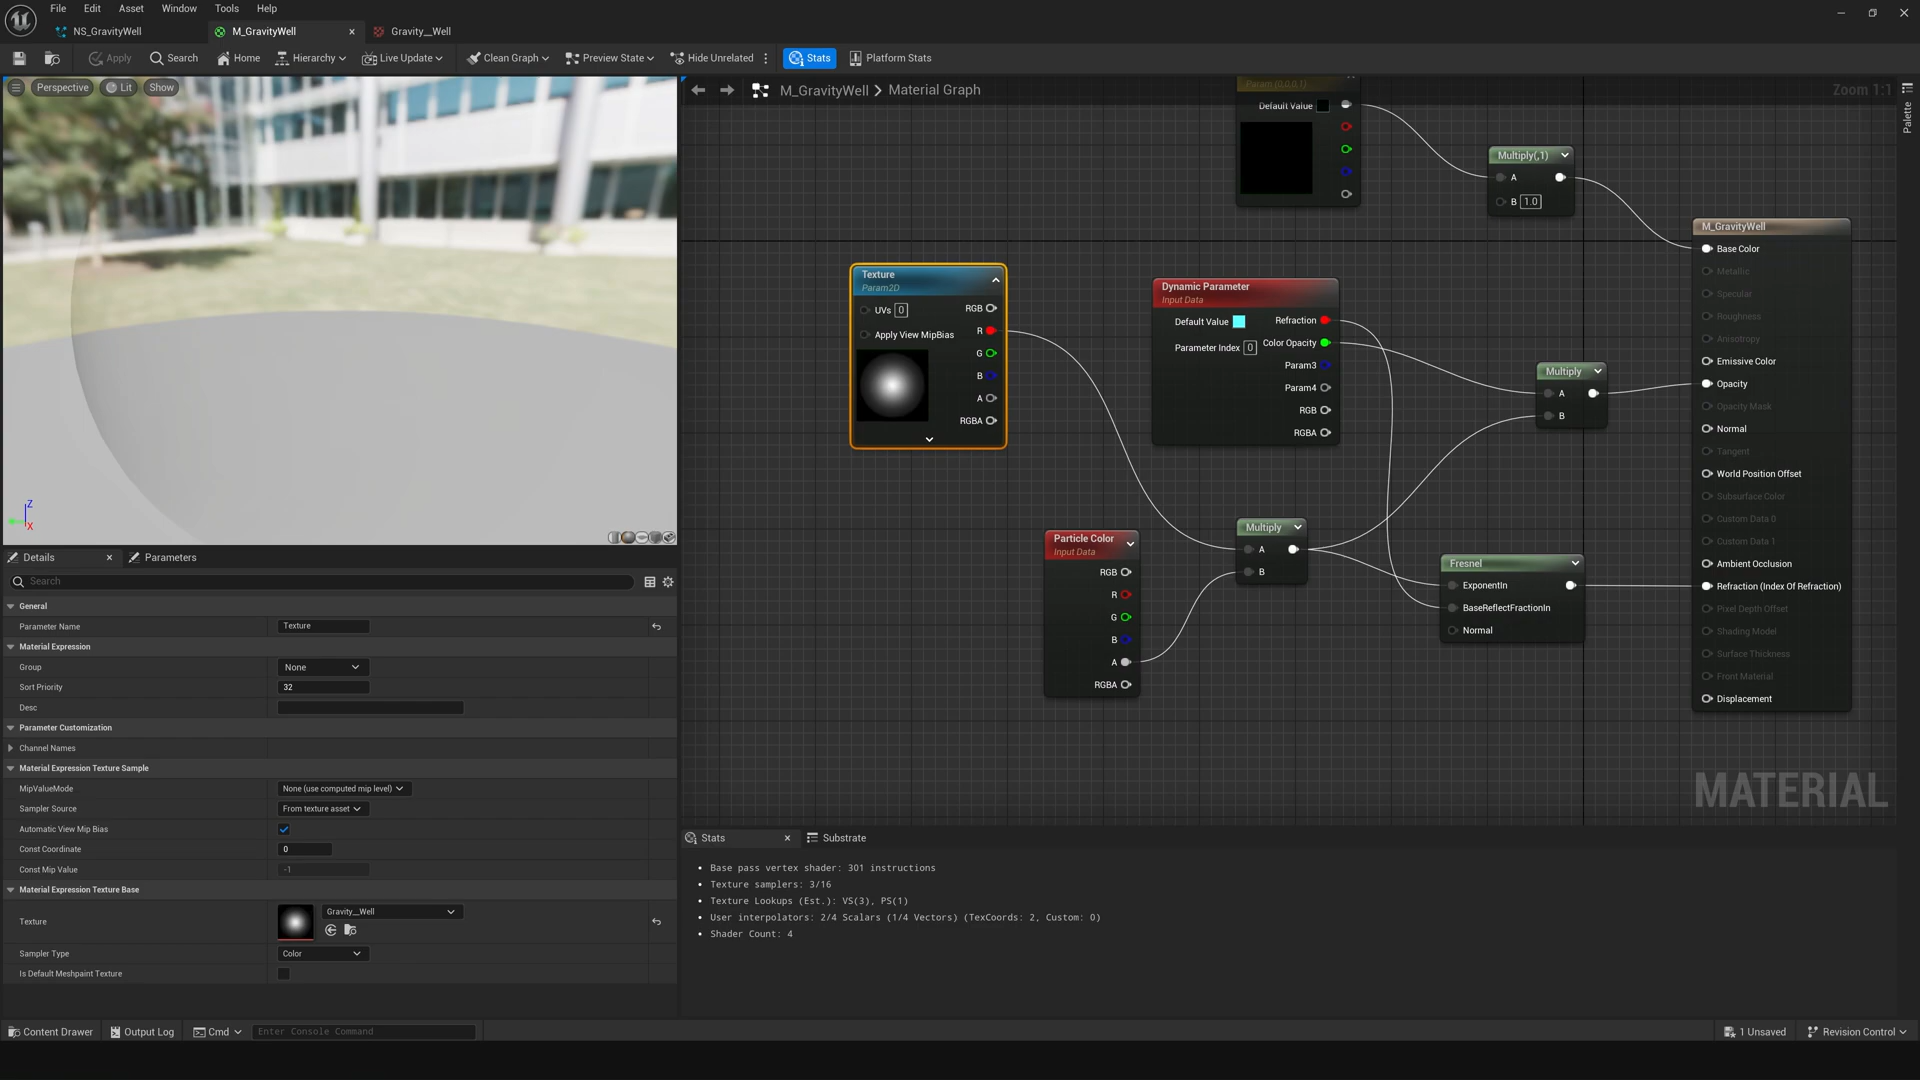 File Edit Asset Window Tools Help
NS_GravityWell
M_GravityWell
Gravity__Well
Apply
Search
Home
Hierarchy
Live Update
Clean Graph
Preview State
Hide Unrelated
Stats
Platform Stats
Perspective
Lit
Show
Z
X
M_GravityWell
Material Graph
Zoom 1:1
Palette
Param (0,0,0,1)
Default Value
Multiply(,1)
A
B 1.0
Texture
Param2D
UVs 0
Apply View MipBias
RGB
R
G
B
A
RGBA
Dynamic Parameter
Input Data
Default Value
Parameter Index 0
Refraction
Color Opacity
Param3
Param4
RGB
RGBA
Multiply
A
B
Particle Color
Input Data
RGB
R
G
B
A
RGBA
Multiply
A
B
Fresnel
ExponentIn
BaseReflectFractionIn
Normal
M_GravityWell
Base Color
Metallic
Specular
Roughness
Anisotropy
Emissive Color
Opacity
Opacity Mask
Normal
Tangent
World Position Offset
Subsurface Color
Custom Data 0
Custom Data 1
Ambient Occlusion
Refraction (Index Of Refraction)
Pixel Depth Offset
Shading Model
Surface Thickness
Front Material
Displacement
MATERIAL
Details
Parameters
Search
General
Parameter Name Texture
Material Expression
Group None
Sort Priority 32
Desc
Parameter Customization
Channel Names
Material Expression Texture Sample
MipValueMode None (use computed mip level)
Sampler Source From texture asset
Automatic View Mip Bias
Const Coordinate 0
Const Mip Value -1
Material Expression Texture Base
Texture Gravity__Well
Sampler Type Color
Is Default Meshpaint Texture
Stats
Substrate
• Base pass vertex shader: 301 instructions
• Texture samplers: 3/16
• Texture Lookups (Est.): VS(3), PS(1)
• User interpolators: 2/4 Scalars (1/4 Vectors) (TexCoords: 2, Custom: 0)
• Shader Count: 4
Content Drawer
Output Log
Cmd
Enter Console Command
1 Unsaved
Revision Control